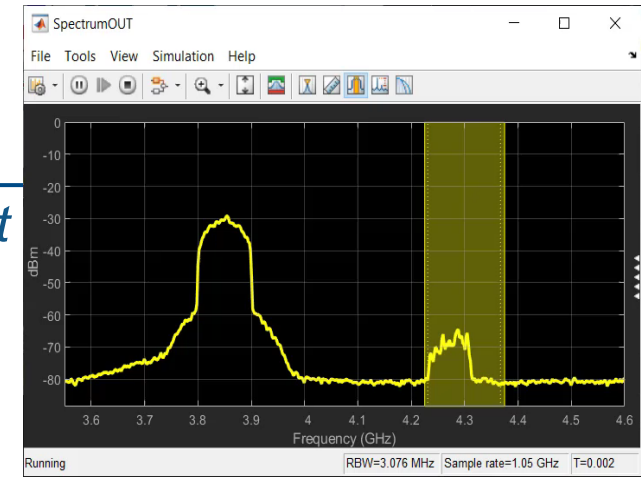 SpectrumOUT
File Tools View Simulation Help
t
dBm
0
-10
-20
-30
-40
-50
-60
-70
-80
3.6 3.7 3.8 3.9 4 4.1 4.2 4.3 4.4 4.5 4.6
Frequency (GHz)
Running RBW=3.076 MHz Sample rate=1.05 GHz T=0.002